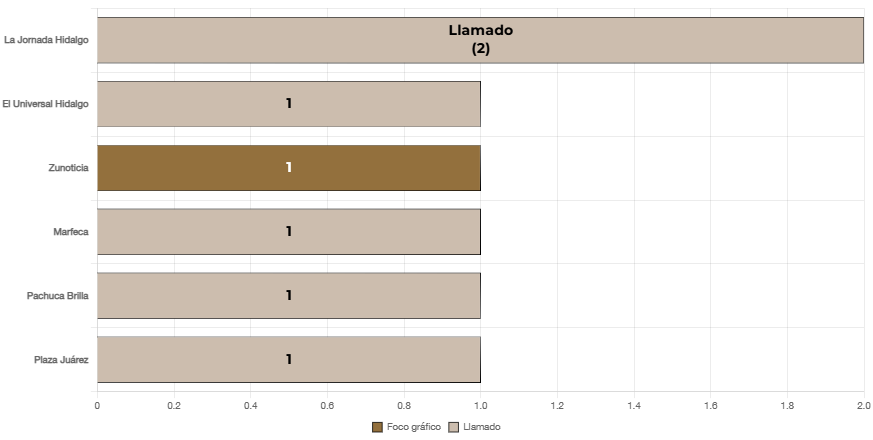 La Jornada Hidalgo
Llamado
(2)
El Universal Hidalgo
1
Zunoticia
1
Marfeca
1
Pachuca Brilla
1
Plaza Juárez
1
0 0.2 0.4 0.6 0.8 1.0 1.2 1.4 1.6 1.8 2.0
Foco gráfico Llamado